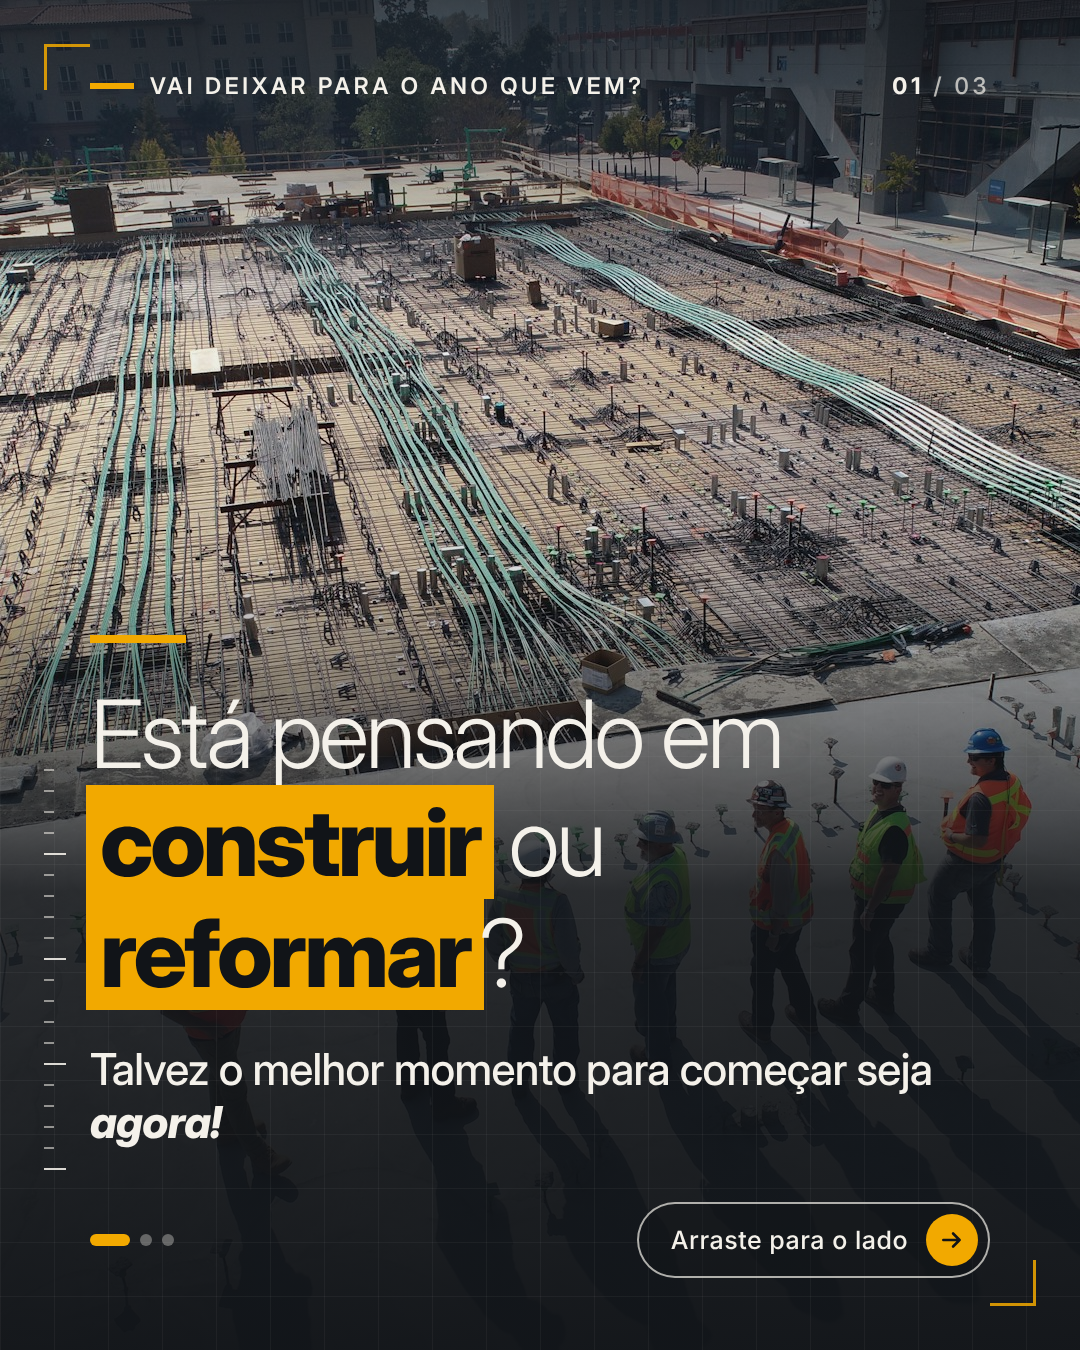 VAI DEIXAR PARA O ANO QUE VEM?
01 / 03
MONARCH
Está pensando em
construir ou
reformar?
Talvez o melhor momento para começar seja
agora!
Arraste para o lado